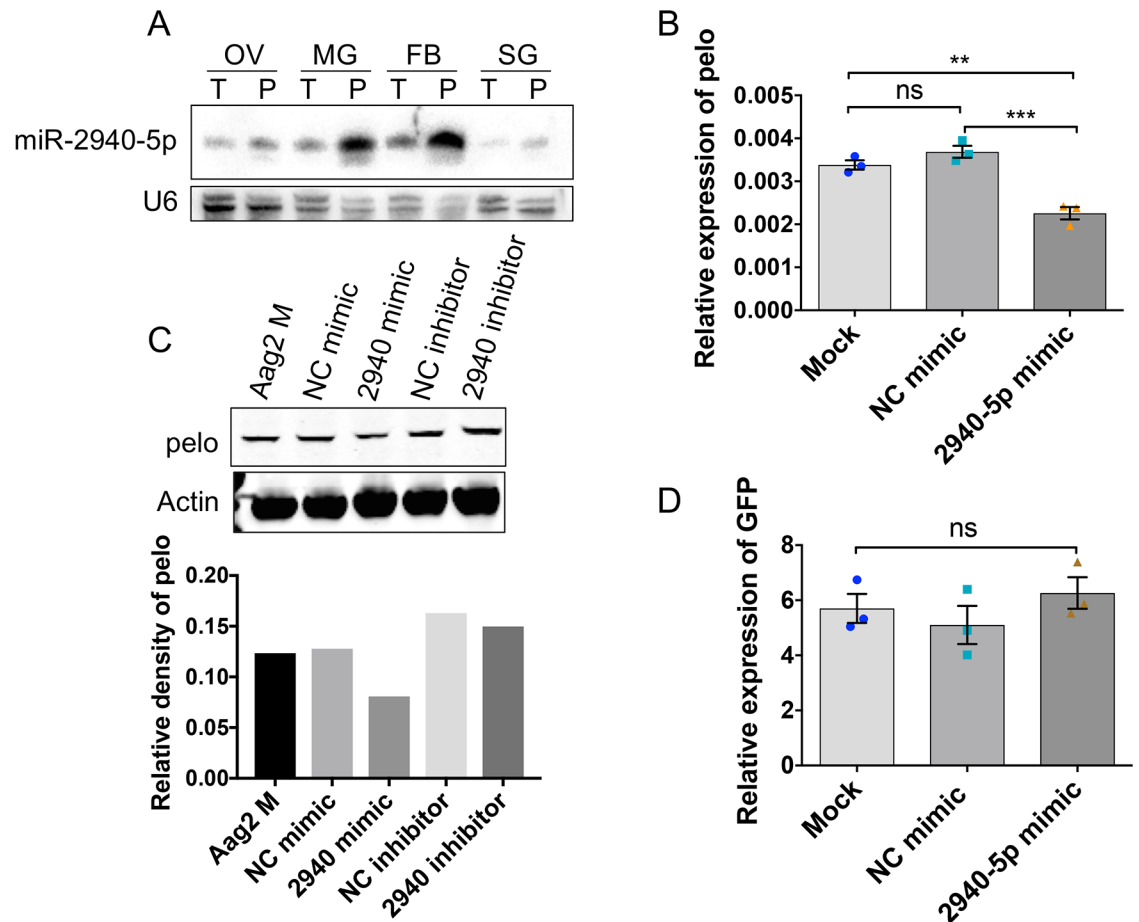 A
OV MG FB SG
T P T P T P T P
miR-2940-5p
U6
B
Relative expression of pelo
0.005
0.004
0.003
0.002
0.001
0.000
**
ns
***
Mock
NC mimic
2940-5p mimic
C
Aag2 M
NC mimic
2940 mimic
NC inhibitor
2940 inhibitor
pelo
Actin
Relative density of pelo
0.20
0.15
0.10
0.05
0.00
Aag2 M
NC mimic
2940 mimic
NC inhibitor
2940 inhibitor
D
Relative expression of GFP
8
6
4
2
0
ns
Mock
NC mimic
2940-5p mimic